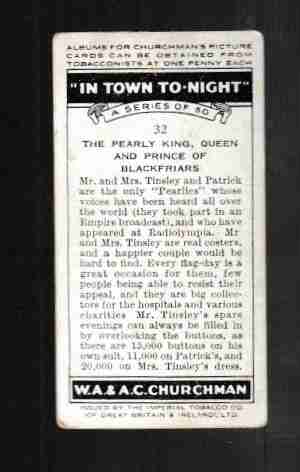 ALBUMS FOR CHURCHMAN'S PICTURE
CARDS CAN BE OBTAINED FROM
TOBACCONISTS AT ONE PENNY EACH
"IN TOWN TO-NIGHT"
A SERIES OF 50
32
THE PEARLY KING, QUEEN
AND PRINCE OF
BLACKFRIARS
Mr. and Mrs. Tinsley and Patrick
are the only "Pearlies" whose
voices have been heard all over
the world (they took part in an
Empire broadcast), and who have
appeared at Radiolympia. Mr
and Mrs. Tinsley are real costers,
and a happier couple would be
hard to find. Every flag-day is a
great occasion for them, few
people being able to resist their
appeal, and they are big collec-
tors for the hospitals and various
charities Mr. Tinsley's spare
evenings can always be filled in
by overlooking the buttons, as
there are 15,000 buttons on his
own suit, 11,000 on Patrick's, and
20,000 on Mrs. Tinsley's dress.
W.A. & A.C. CHURCHMAN
ISSUED BY THE IMPERIAL TOBACCO CO.
(OF GREAT BRITAIN & IRELAND), LTD.